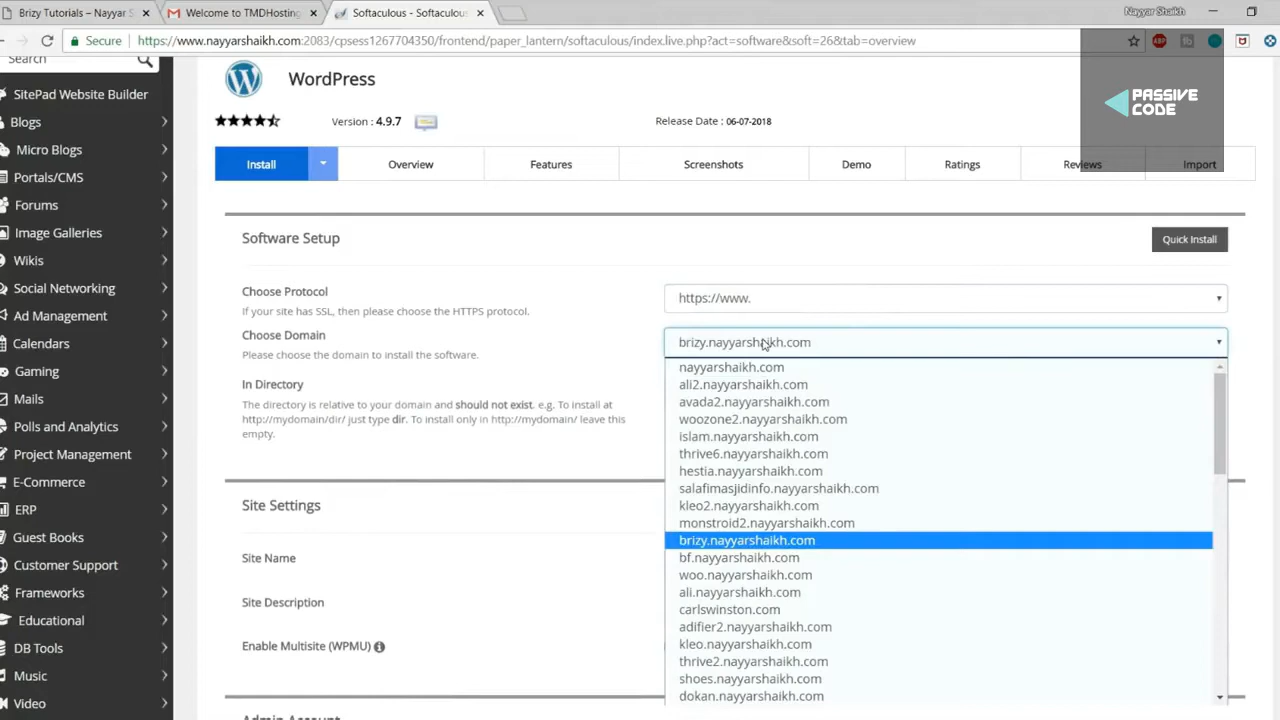 Brizy Tutorials – Nayyar S
Welcome to TMDHosting
Softaculous - Softaculous
Nayyar Shaikh
Secure
https://www.nayyarshaikh.com:2083/cpsess1267704350/frontend/paper_lantern/softaculous/index.live.php?act=software&soft=26&tab=overview
Search
SitePad Website Builder
Blogs
Micro Blogs
Portals/CMS
Forums
Image Galleries
Wikis
Social Networking
Ad Management
Calendars
Gaming
Mails
Polls and Analytics
Project Management
E-Commerce
ERP
Guest Books
Customer Support
Frameworks
Educational
DB Tools
Music
Video
WordPress
Version : 4.9.7
Release Date : 06-07-2018
PASSIVE
CODE
Install
Overview
Features
Screenshots
Demo
Ratings
Reviews
Import
Software Setup
Quick Install
Choose Protocol
If your site has SSL, then please choose the HTTPS protocol.
https://www.
Choose Domain
Please choose the domain to install the software.
brizy.nayyarshaikh.com
In Directory
The directory is relative to your domain and should not exist. e.g. To install at
http://mydomain/dir/ just type dir. To install only in http://mydomain/ leave this
empty.
nayyarshaikh.com
ali2.nayyarshaikh.com
avada2.nayyarshaikh.com
woozone2.nayyarshaikh.com
islam.nayyarshaikh.com
thrive6.nayyarshaikh.com
hestia.nayyarshaikh.com
salafimasjidinfo.nayyarshaikh.com
kleo2.nayyarshaikh.com
monstroid2.nayyarshaikh.com
brizy.nayyarshaikh.com
bf.nayyarshaikh.com
woo.nayyarshaikh.com
ali.nayyarshaikh.com
carlswinston.com
adifier2.nayyarshaikh.com
kleo.nayyarshaikh.com
thrive2.nayyarshaikh.com
shoes.nayyarshaikh.com
dokan.nayyarshaikh.com
Site Settings
Site Name
Site Description
Enable Multisite (WPMU)
Admin Account